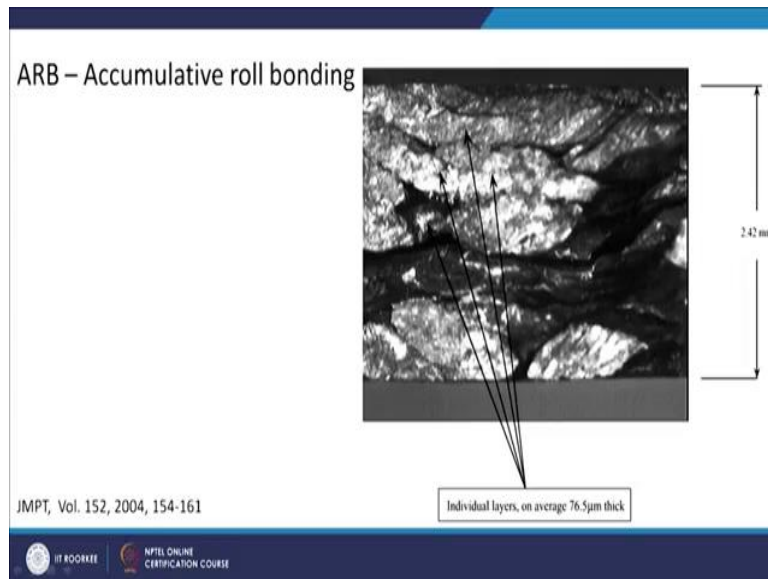 ARB – Accumulative roll bonding
2.42 mm
Individual layers, on average 76.5μm thick
JMPT, Vol. 152, 2004, 154-161
IIT ROORKEE
NPTEL ONLINE
CERTIFICATION COURSE